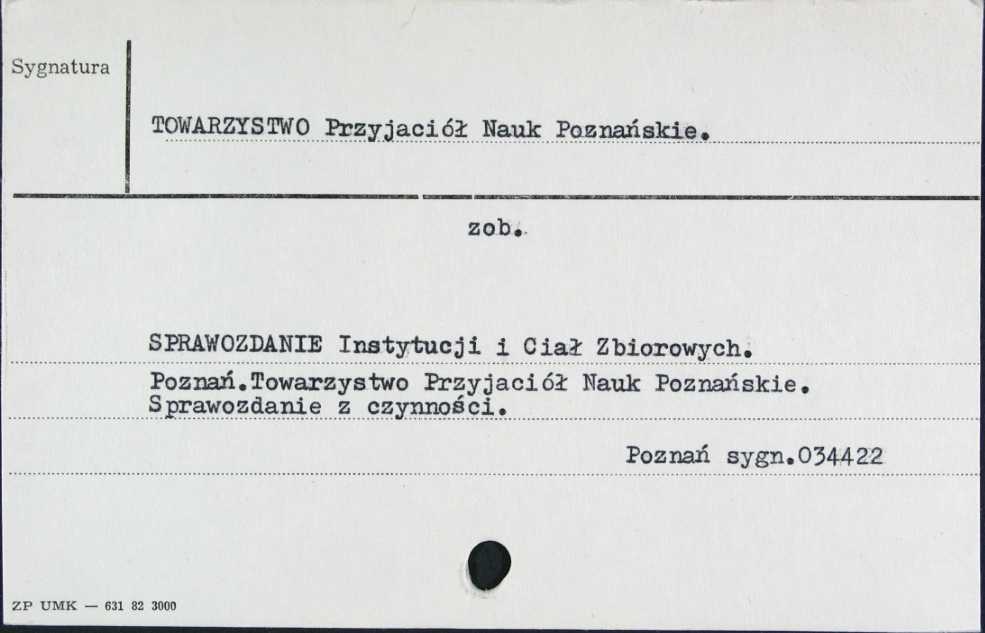 Sygnatura
TOWARZYSTWO Przyjaciół Nauk Poznańskie.
zob.
SPRAWOZDANIE Instytucji i Ciał Zbiorowych.
Poznań.Towarzystwo Przyjaciół Nauk Poznańskie.
Sprawozdanie z czynności.
Poznań sygn.034422
ZP UMK — 631 82 3000